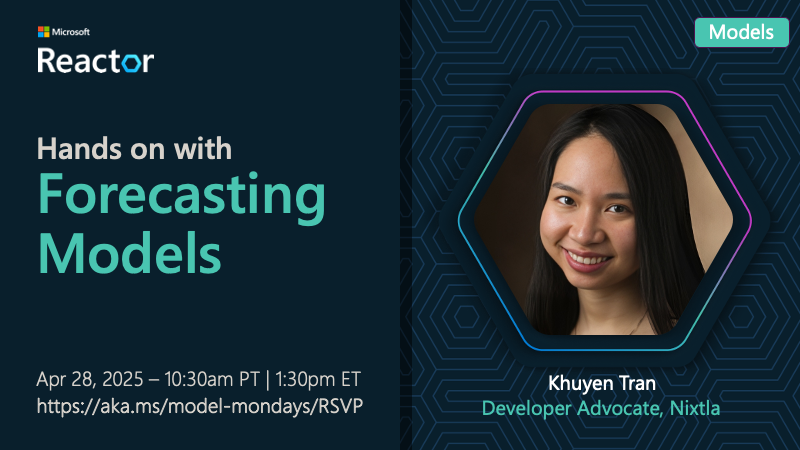 Microsoft
Reactor
Models
Hands on with
Forecasting
Models
Apr 28, 2025 – 10:30am PT | 1:30pm ET
https://aka.ms/model-mondays/RSVP
Khuyen Tran
Developer Advocate, Nixtla